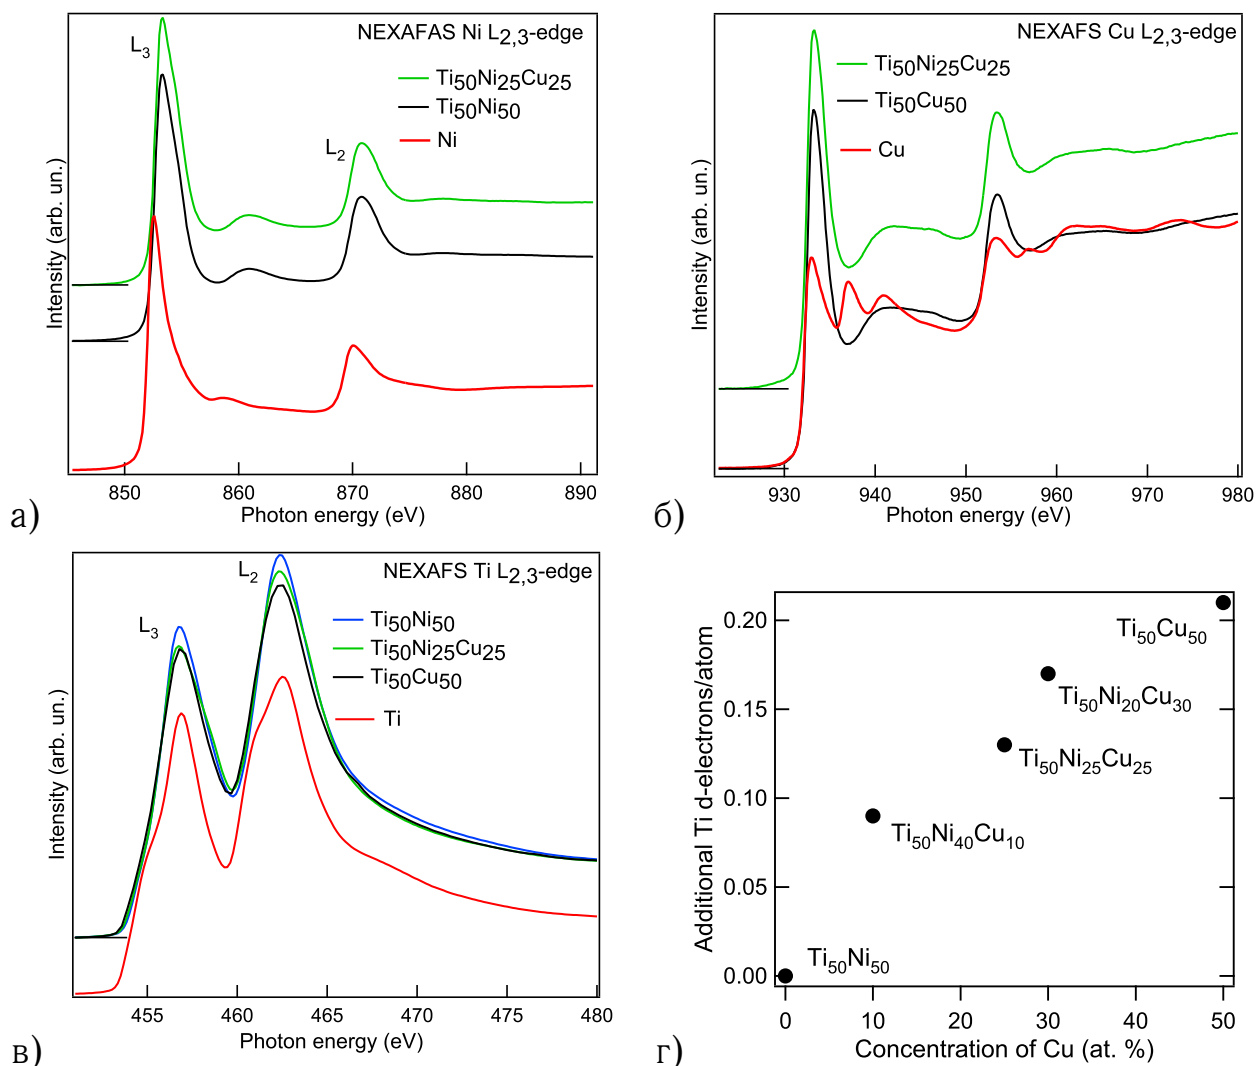 NEXAFAS Ni L2,3-edge
L3
Ti50Ni25Cu25
Ti50Ni50
Ni
L2
Intensity (arb. un.)
850 860 870 880 890
Photon energy (eV)
а)
NEXAFS Cu L2,3-edge
Ti50Ni25Cu25
Ti50Cu50
Cu
Intensity (arb. un.)
930 940 950 960 970 980
Photon energy (eV)
б)
NEXAFS Ti L2,3-edge
L2
L3
Ti50Ni50
Ti50Ni25Cu25
Ti50Cu50
Ti
Intensity (arb. un.)
455 460 465 470 475 480
Photon energy (eV)
в)
Additional Ti d-electrons/atom
0.20
Ti50Cu50
Ti50Ni20Cu30
0.15
Ti50Ni25Cu25
0.10
Ti50Ni40Cu10
0.05
Ti50Ni50
0.00
0 10 20 30 40 50
Concentration of Cu (at. %)
г)